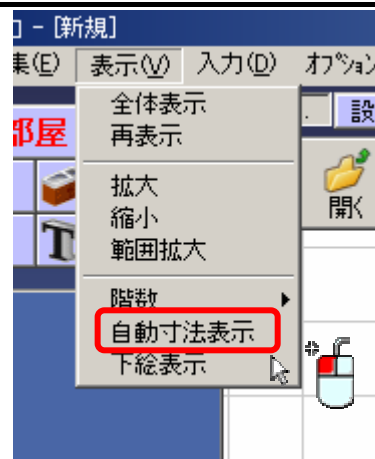 - [新規]
集(E) 表示(V) 入力(D) オプション
全体表示
再表示
拡大
縮小
範囲拡大
階数
自動寸法表示
下絵表示
部屋
設
開く
T